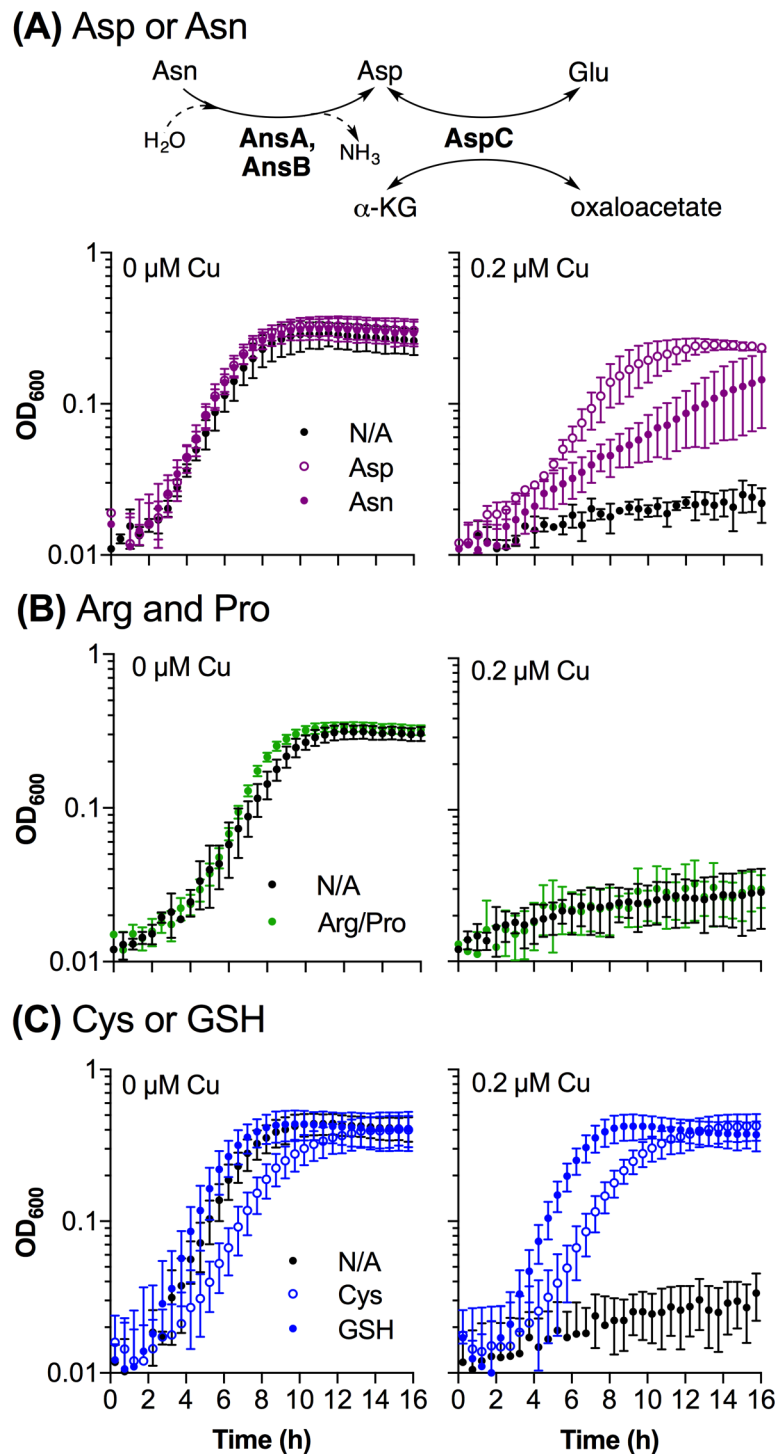 (A) Asp or Asn
Asn Asp Glu
H2O AnsA, AnsB NH3 AspC
α-KG oxaloacetate
0 µM Cu 0.2 µM Cu
1
0.1
0.01
OD600
N/A
Asp
Asn
(B) Arg and Pro
0 µM Cu 0.2 µM Cu
1
0.1
0.01
OD600
N/A
Arg/Pro
(C) Cys or GSH
0 µM Cu 0.2 µM Cu
1
0.1
0.01
OD600
N/A
Cys
GSH
0 2 4 6 8 10 12 14 16 0 2 4 6 8 10 12 14 16
Time (h) Time (h)